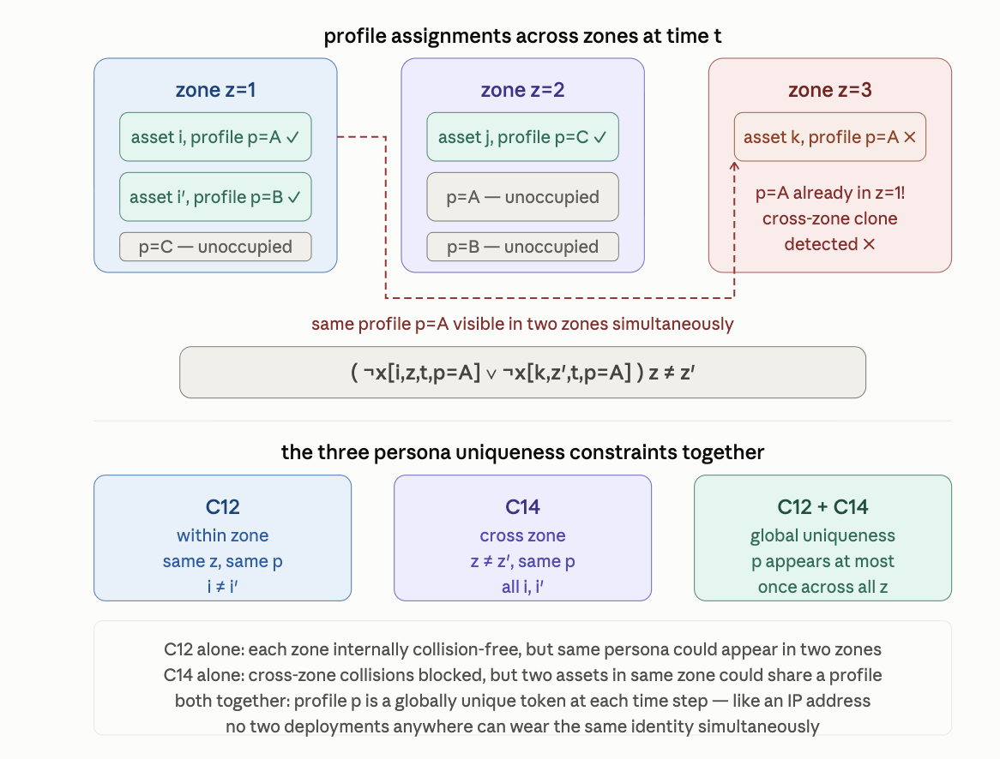 profile assignments across zones at time t
zone z=1
asset i, profile p=A ✓
asset i′, profile p=B ✓
p=C — unoccupied
zone z=2
asset j, profile p=C ✓
p=A — unoccupied
p=B — unoccupied
zone z=3
asset k, profile p=A ✕
p=A already in z=1!
cross-zone clone
detected ✕
same profile p=A visible in two zones simultaneously
( ¬x[i,z,t,p=A] ∨ ¬x[k,z′,t,p=A] ) z ≠ z′
the three persona uniqueness constraints together
C12
within zone
same z, same p
i ≠ i′
C14
cross zone
z ≠ z′, same p
all i, i′
C12 + C14
global uniqueness
p appears at most
once across all z
C12 alone: each zone internally collision-free, but same persona could appear in two zones
C14 alone: cross-zone collisions blocked, but two assets in same zone could share a profile
both together: profile p is a globally unique token at each time step — like an IP address
no two deployments anywhere can wear the same identity simultaneously